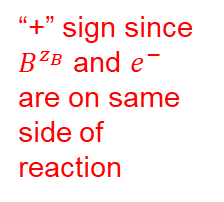 “+” sign since
$B^{z_B}$ and $e^-$
are on same
side of
reaction